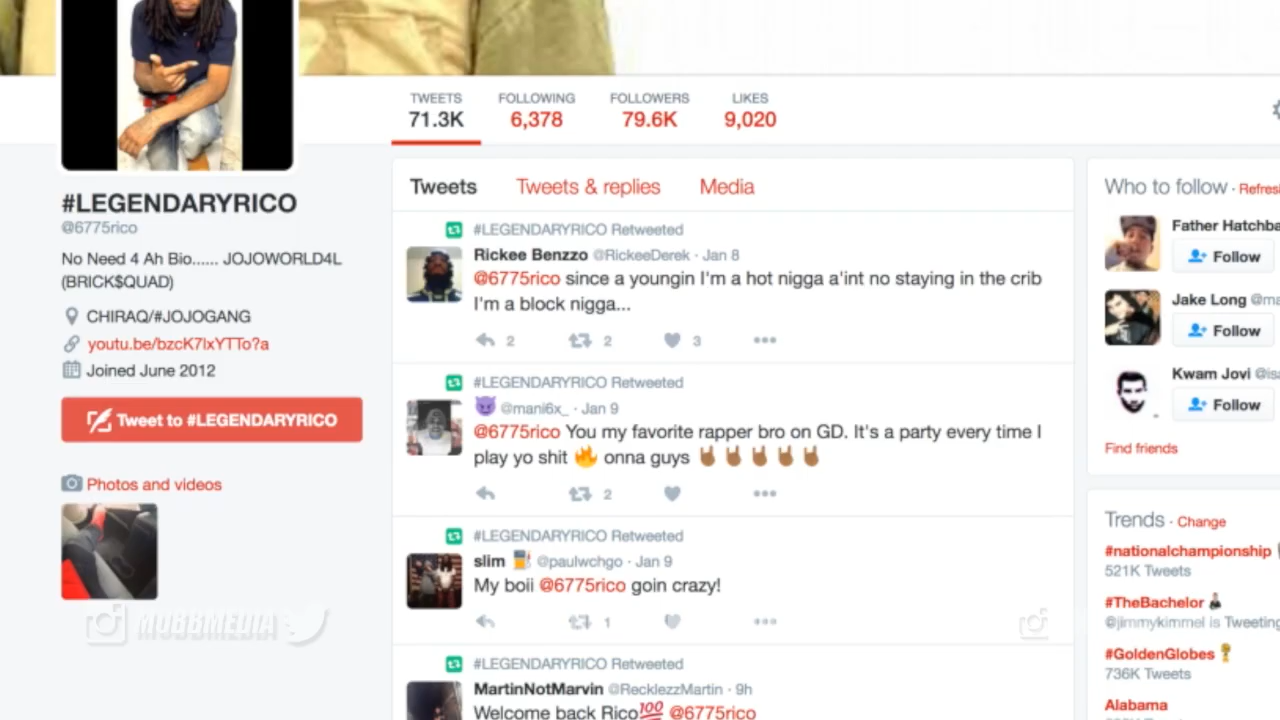 TWEETS FOLLOWING FOLLOWERS LIKES
71.3K 6,378 79.6K 9,020
#LEGENDARYRICO
@6775rico
No Need 4 Ah Bio...... JOJOWORLD4L
(BRICK$QUAD)
CHIRAQ/#JOJOGANG
youtu.be/bzcK7lxYTTo?a
Joined June 2012
Tweet to #LEGENDARYRICO
Photos and videos
MOBBMEDIA
Tweets Tweets & replies Media
#LEGENDARYRICO Retweeted
Rickee Benzzo @RickeeDerek · Jan 8
@6775rico since a youngin I'm a hot nigga a'int no staying in the crib
I'm a block nigga...
2 2 3
#LEGENDARYRICO Retweeted
😈 @mani6x_ · Jan 9
@6775rico You my favorite rapper bro on GD. It's a party every time I
play yo shit 🔥 onna guys 🤘🏾🤘🏾🤘🏾🤘🏾🤘🏾
2
#LEGENDARYRICO Retweeted
slim ⛽ @paulwchgo · Jan 9
My boii @6775rico goin crazy!
1
#LEGENDARYRICO Retweeted
MartinNotMarvin @RecklezzMartin · 9h
Welcome back Rico💯 @6775rico
Who to follow · Refres
Father Hatchba
Follow
Jake Long @ma
Follow
Kwam Jovi @isa
Follow
Find friends
Trends · Change
#nationalchampionship
521K Tweets
#TheBachelor
@jimmykimmel is Tweeting
#GoldenGlobes
736K Tweets
Alabama